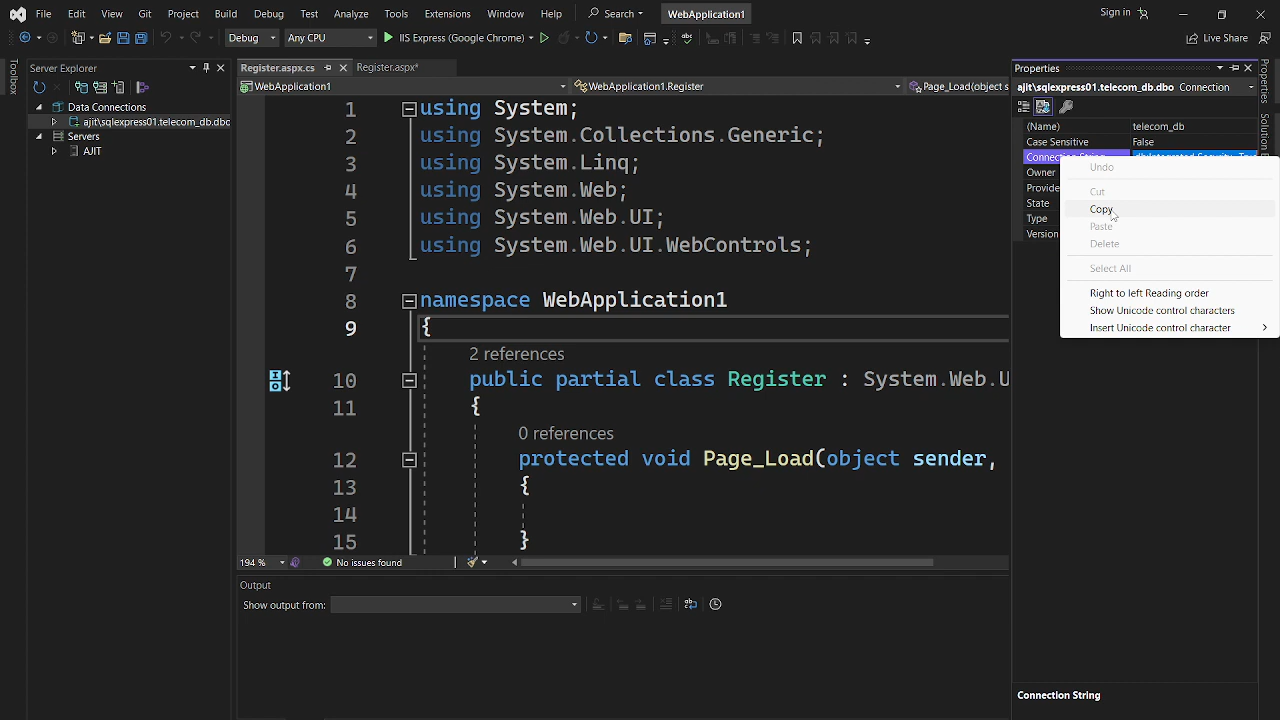 File Edit View Git Project Build Debug Test Analyze Tools Extensions Window Help Search WebApplication1 Sign in
Debug Any CPU IIS Express (Google Chrome) Live Share
Toolbox
Server Explorer
Data Connections
ajit\sqlexpress01.telecom_db.dbo
Servers
AJIT
Register.aspx.cs Register.aspx*
WebApplication1 WebApplication1.Register Page_Load(object s
1 using System;
2 using System.Collections.Generic;
3 using System.Linq;
4 using System.Web;
5 using System.Web.UI;
6 using System.Web.UI.WebControls;
7
8 namespace WebApplication1
9 {
2 references
10 public partial class Register : System.Web.U
11 {
0 references
12 protected void Page_Load(object sender,
13 {
14
15 }
194 % No issues found
Output
Show output from:
Properties
ajit\sqlexpress01.telecom_db.dbo Connection
(Name) telecom_db
Case Sensitive False
Owner
Provide
State
Type
Version
Undo
Cut
Copy
Paste
Delete
Select All
Right to left Reading order
Show Unicode control characters
Insert Unicode control character
Connection String
Properties